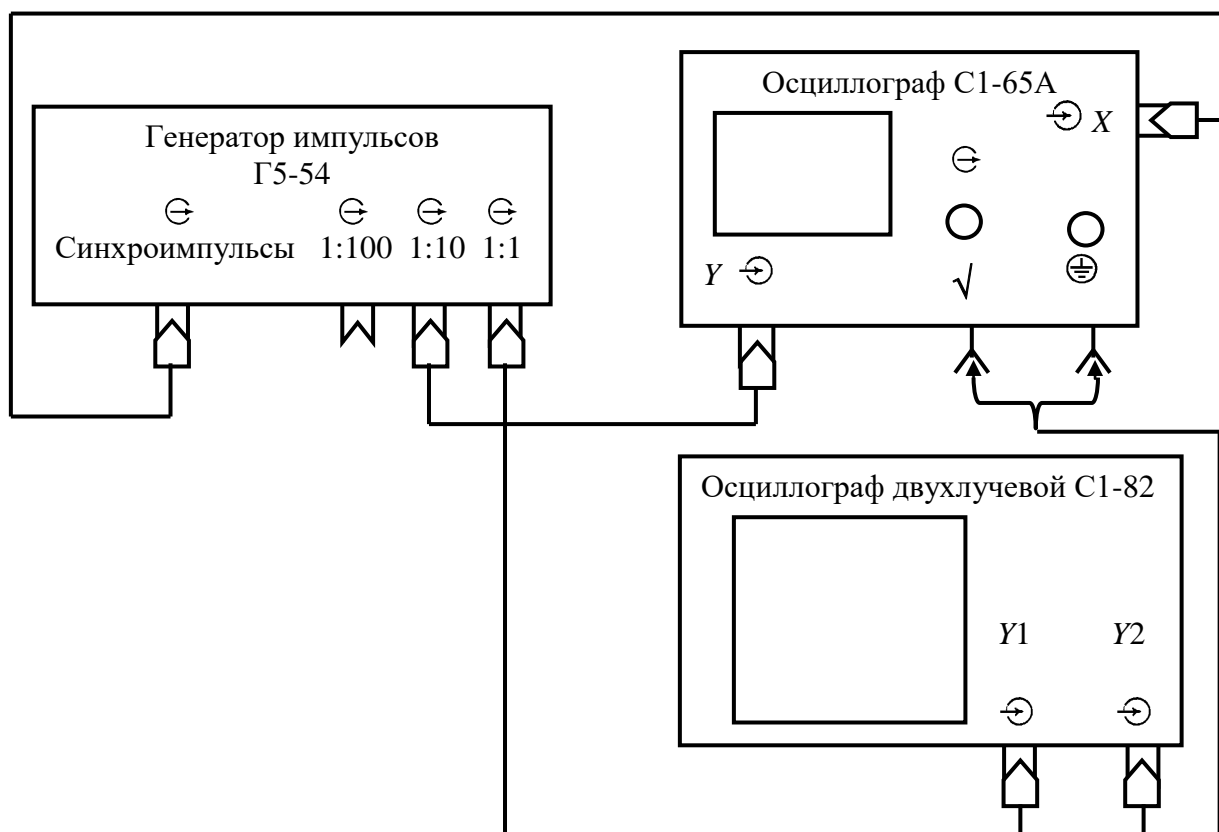 Генератор импульсов
Г5-54
Синхроимпульсы 1:100 1:10 1:1
Осциллограф С1-65А
X
Y
√
Осциллограф двухлучевой С1-82
Y1 Y2